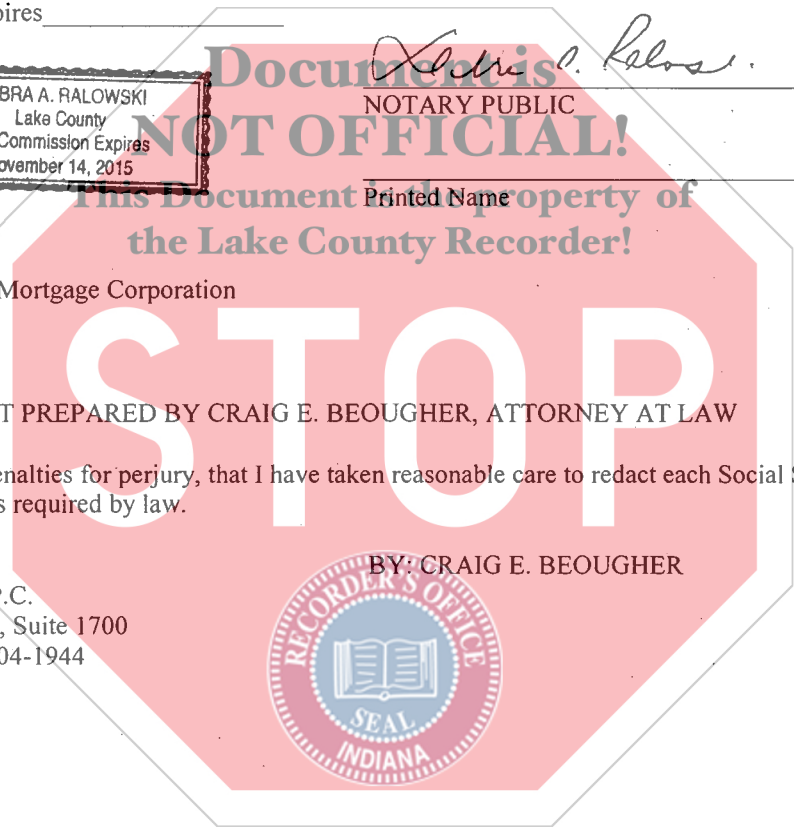 pires
Document is
BRA A. RALOWSKI
Lake County
Commission Expires
ovember 14, 2015
NOTARY PUBLIC
NOT OFFICIAL!
This Document is the property of
Printed Name
the Lake County Recorder!
Mortgage Corporation
STOP
T PREPARED BY CRAIG E. BEOUGHER, ATTORNEY AT LAW
enalties for perjury, that I have taken reasonable care to redact each Social S
s required by law.
BY: CRAIG E. BEOUGHER
P.C.
, Suite 1700
04-1944
RECORDER'S OFFICE
SEAL
INDIANA